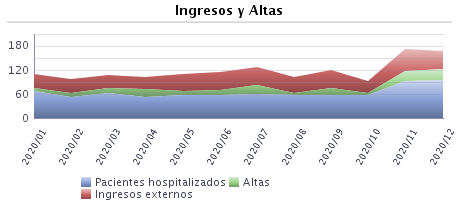 Ingresos y Altas
180
120
60
0
2020/01 2020/02 2020/03 2020/04 2020/05 2020/06 2020/07 2020/08 2020/09 2020/10 2020/11 2020/12
Pacientes hospitalizados Altas
Ingresos externos